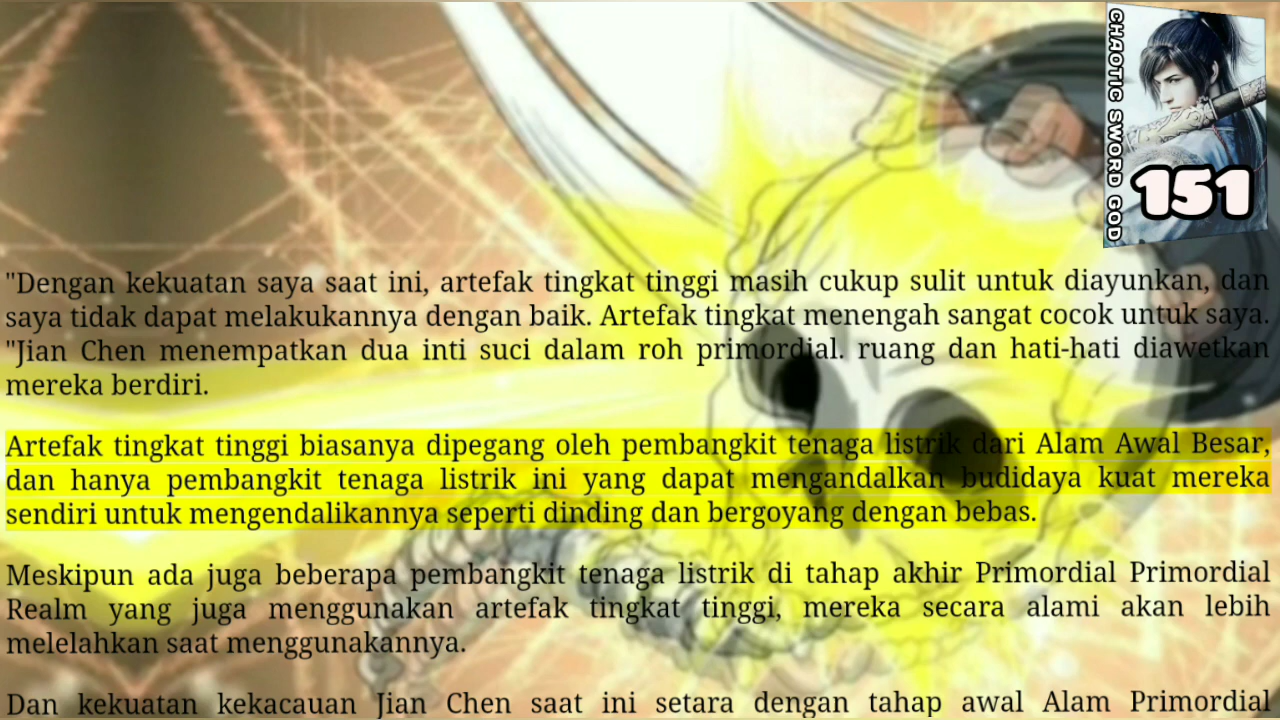 CHAOTIC SWORD GOD
151
"Dengan kekuatan saya saat ini, artefak tingkat tinggi masih cukup sulit untuk diayunkan, dan
saya tidak dapat melakukannya dengan baik. Artefak tingkat menengah sangat cocok untuk saya.
"Jian Chen menempatkan dua inti suci dalam roh primordial. ruang dan hati-hati diawetkan
mereka berdiri.
Artefak tingkat tinggi biasanya dipegang oleh pembangkit tenaga listrik dari Alam Awal Besar,
dan hanya pembangkit tenaga listrik ini yang dapat mengandalkan budidaya kuat mereka
sendiri untuk mengendalikannya seperti dinding dan bergoyang dengan bebas.
Meskipun ada juga beberapa pembangkit tenaga listrik di tahap akhir Primordial Primordial
Realm yang juga menggunakan artefak tingkat tinggi, mereka secara alami akan lebih
melelahkan saat menggunakannya.
Dan kekuatan kekacauan Jian Chen saat ini setara dengan tahap awal Alam Primordial